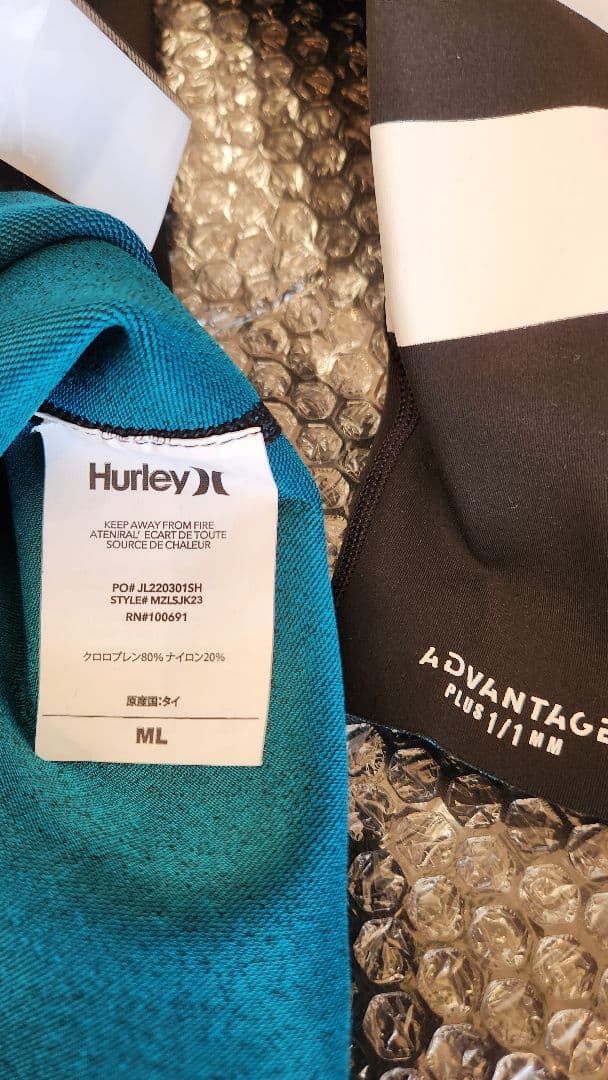 Hurley
KEEP AWAY FROM FIRE
ATENIRAL' ECART DE TOUTE
SOURCE DE CHALEUR
PO# JL220301SH
STYLE# MZLSJK23
RN#100691
クロロプレン80% ナイロン20%
原産国:タイ
ML
ADVANTAGE
PLUS 1/1 MM